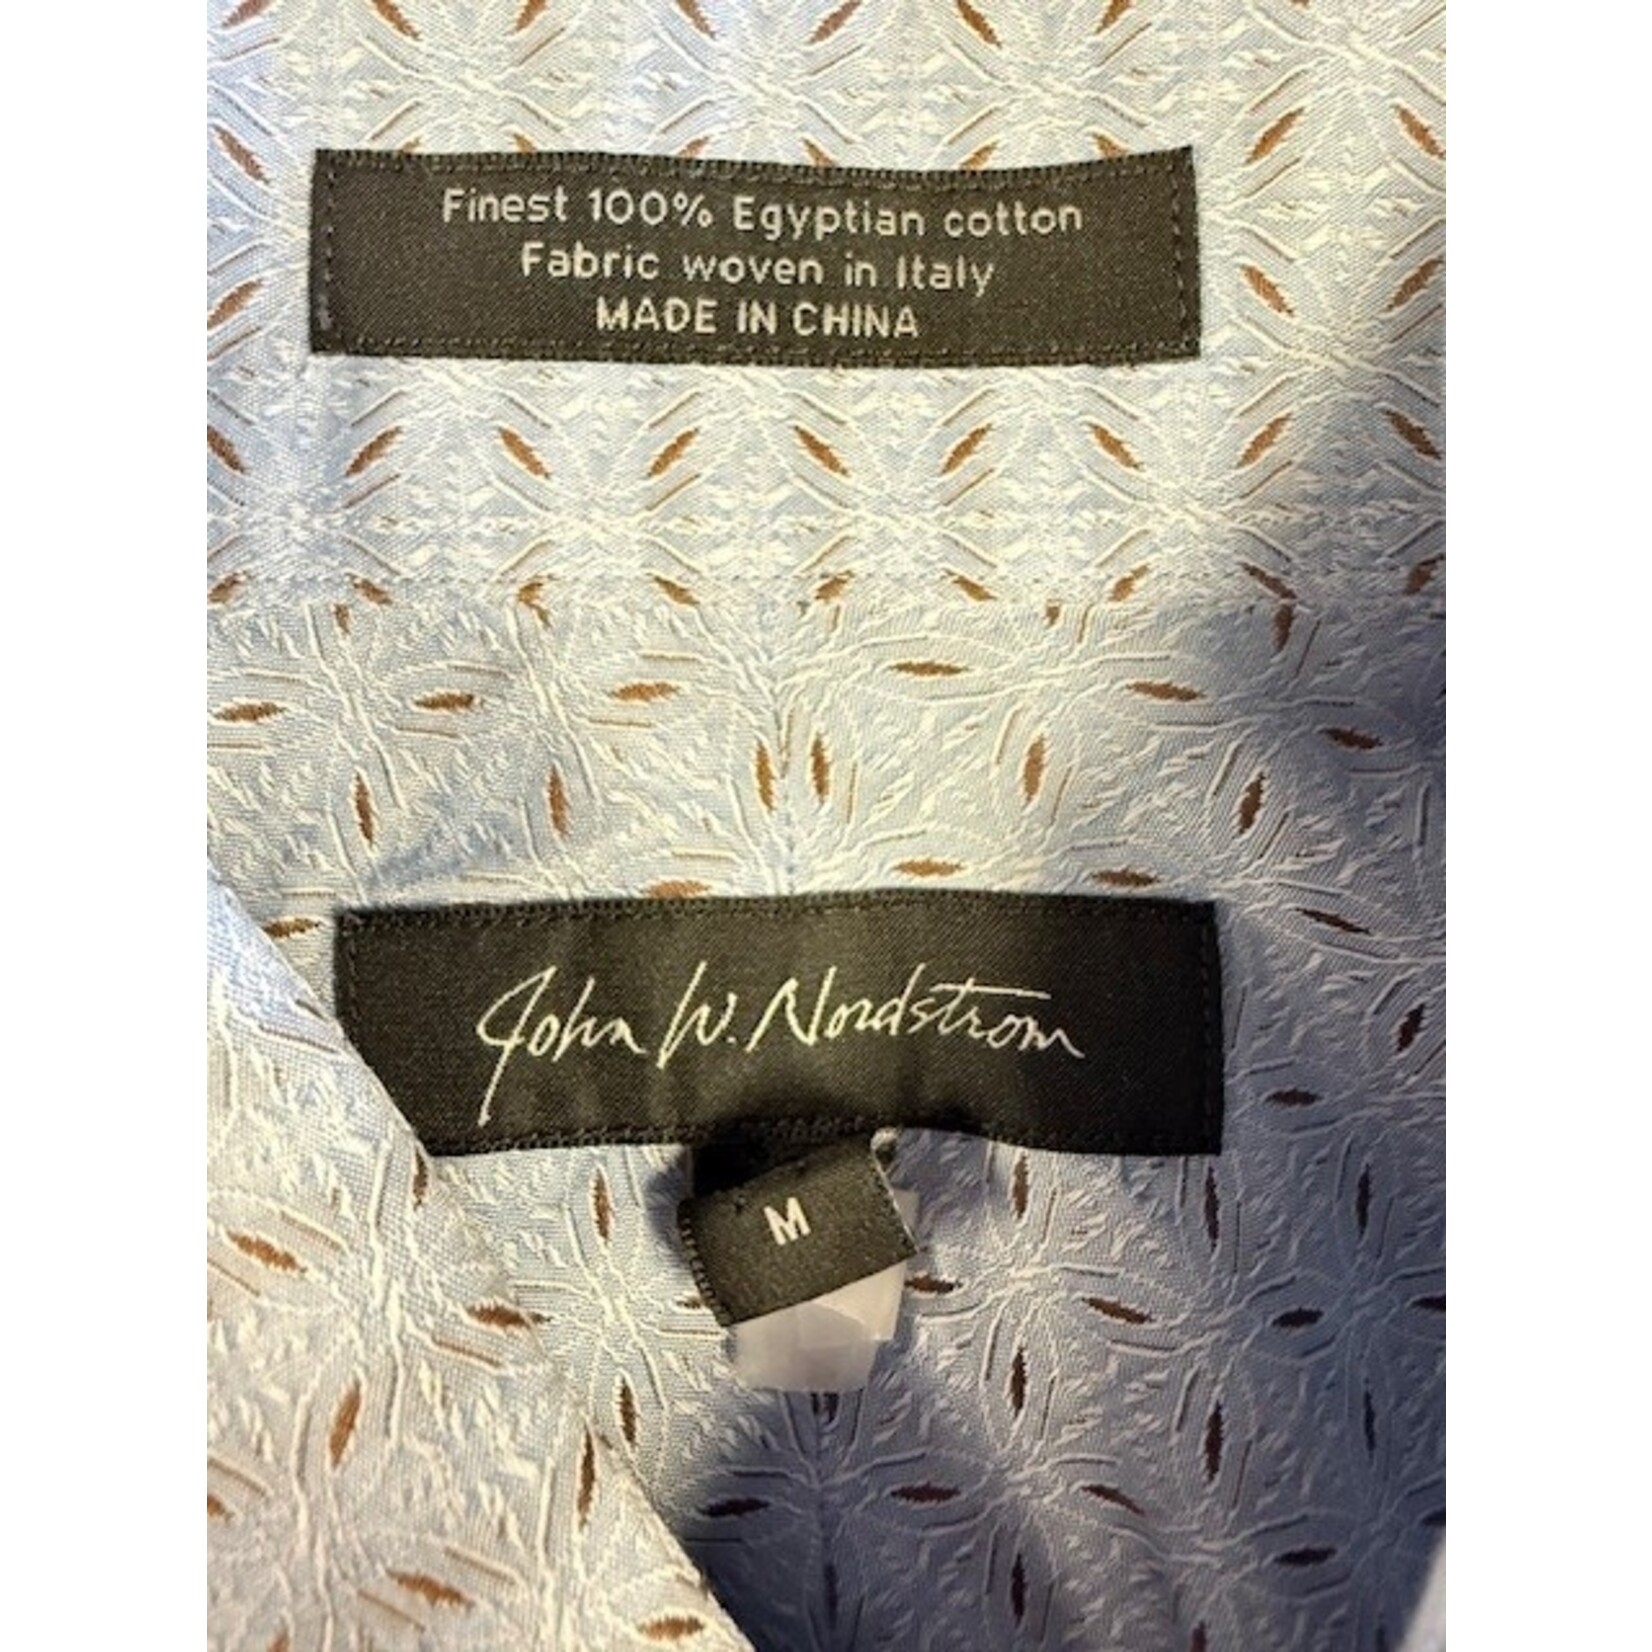 Finest 100% Egyptian cotton
Fabric woven in Italy
MADE IN CHINA
John W. Nordstrom
M